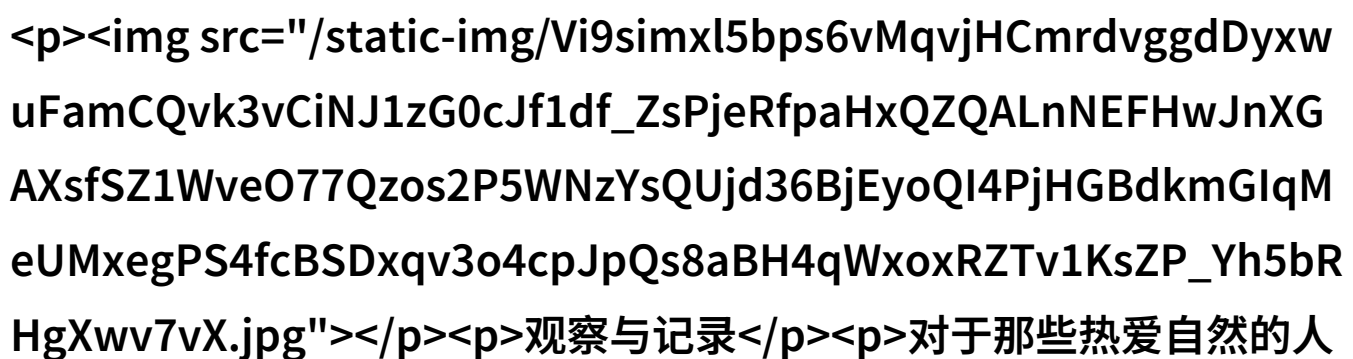 <p><img src="/static-img/Vi9simxl5bps6vMqvjHCmrdvggdDyxw
uFamCQvk3vCiNJ1zG0cJf1df_ZsPjeRfpaHxQZQALnNEFHwJnXG
AXsfSZ1WveO77Qzos2P5WNzYsQUjd36BjEyoQI4PjHGBdkmGIqM
eUMxegPS4fcBSDxqv3o4cpJpQs8aBH4qWxoxRZTv1KsZP_Yh5bR
HgXwv7vX.jpg"></p><p>观察与记录</p><p>对于那些热爱自然的人